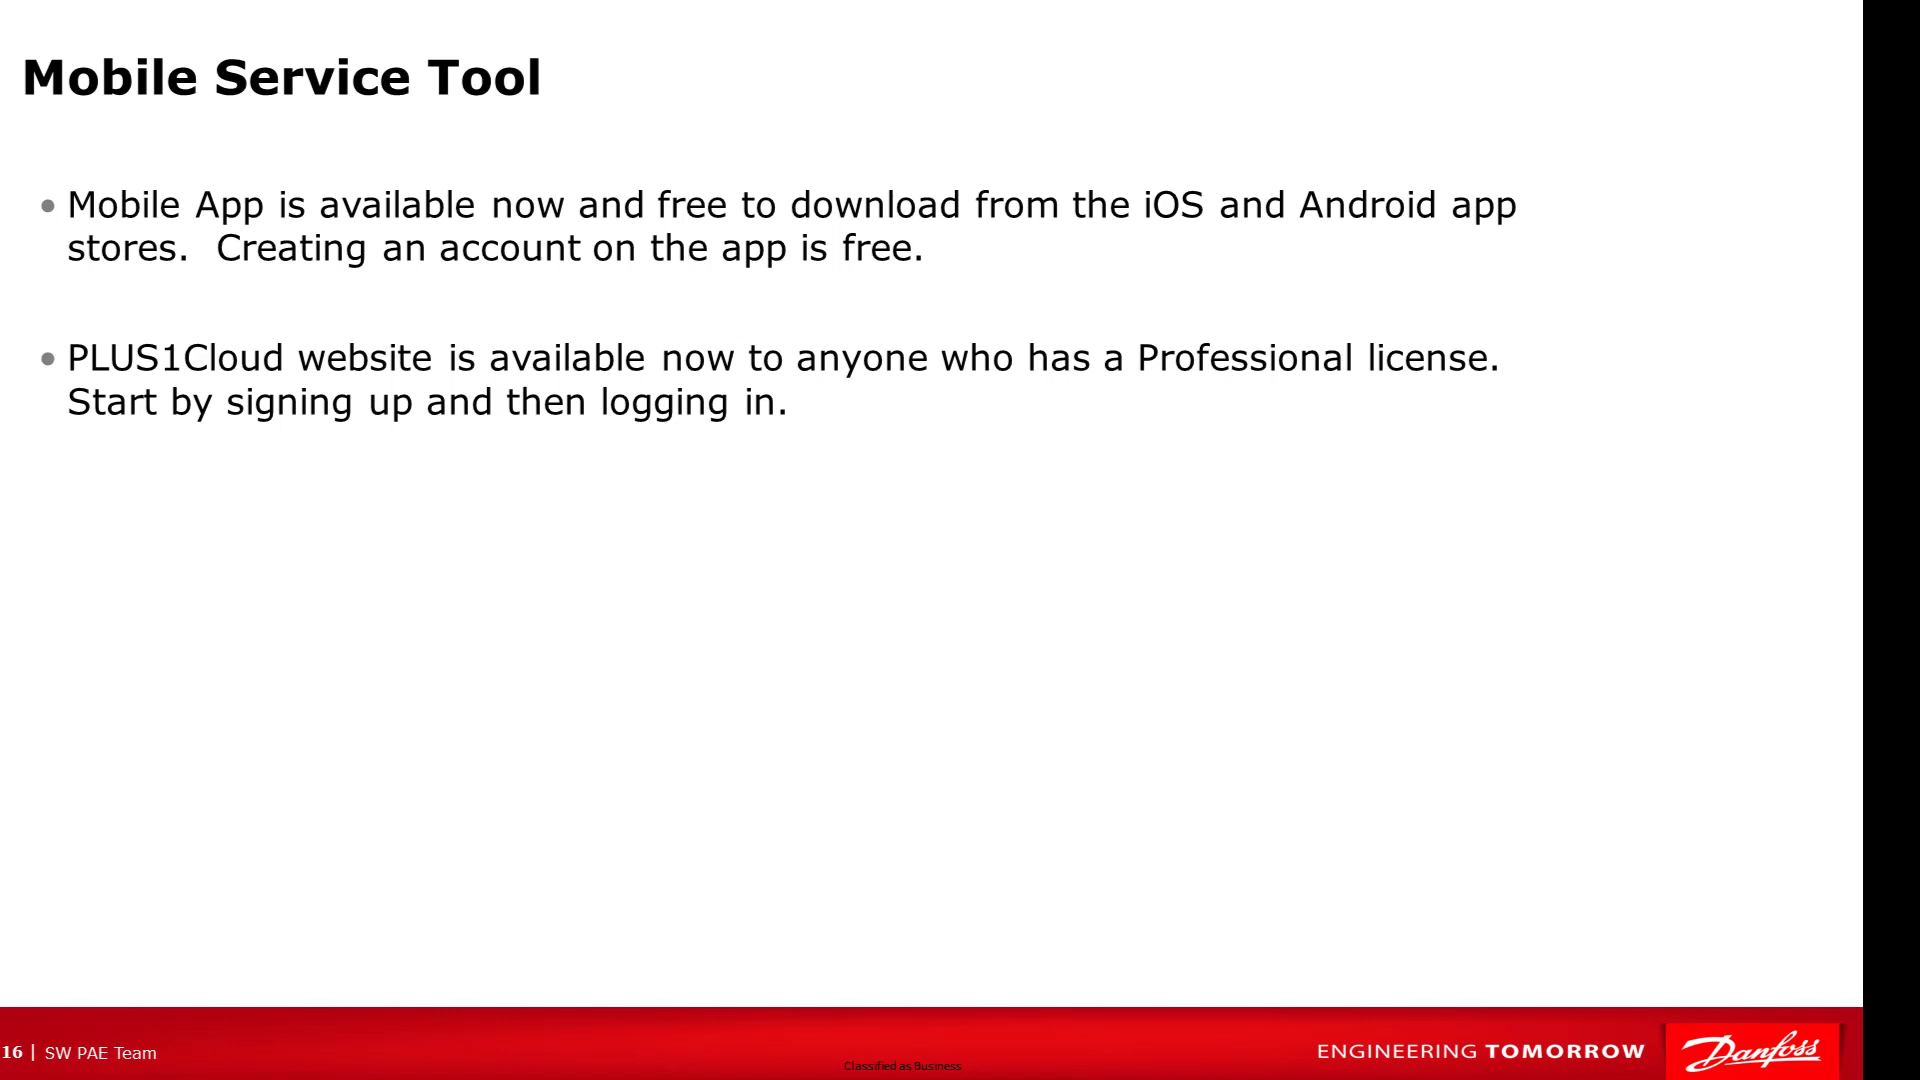 Mobile Service Tool
• Mobile App is available now and free to download from the iOS and Android app
stores.  Creating an account on the app is free.
• PLUS1Cloud website is available now to anyone who has a Professional license.
Start by signing up and then logging in.
16 | SW PAE Team
Classified as Business
ENGINEERING TOMORROW
Danfoss